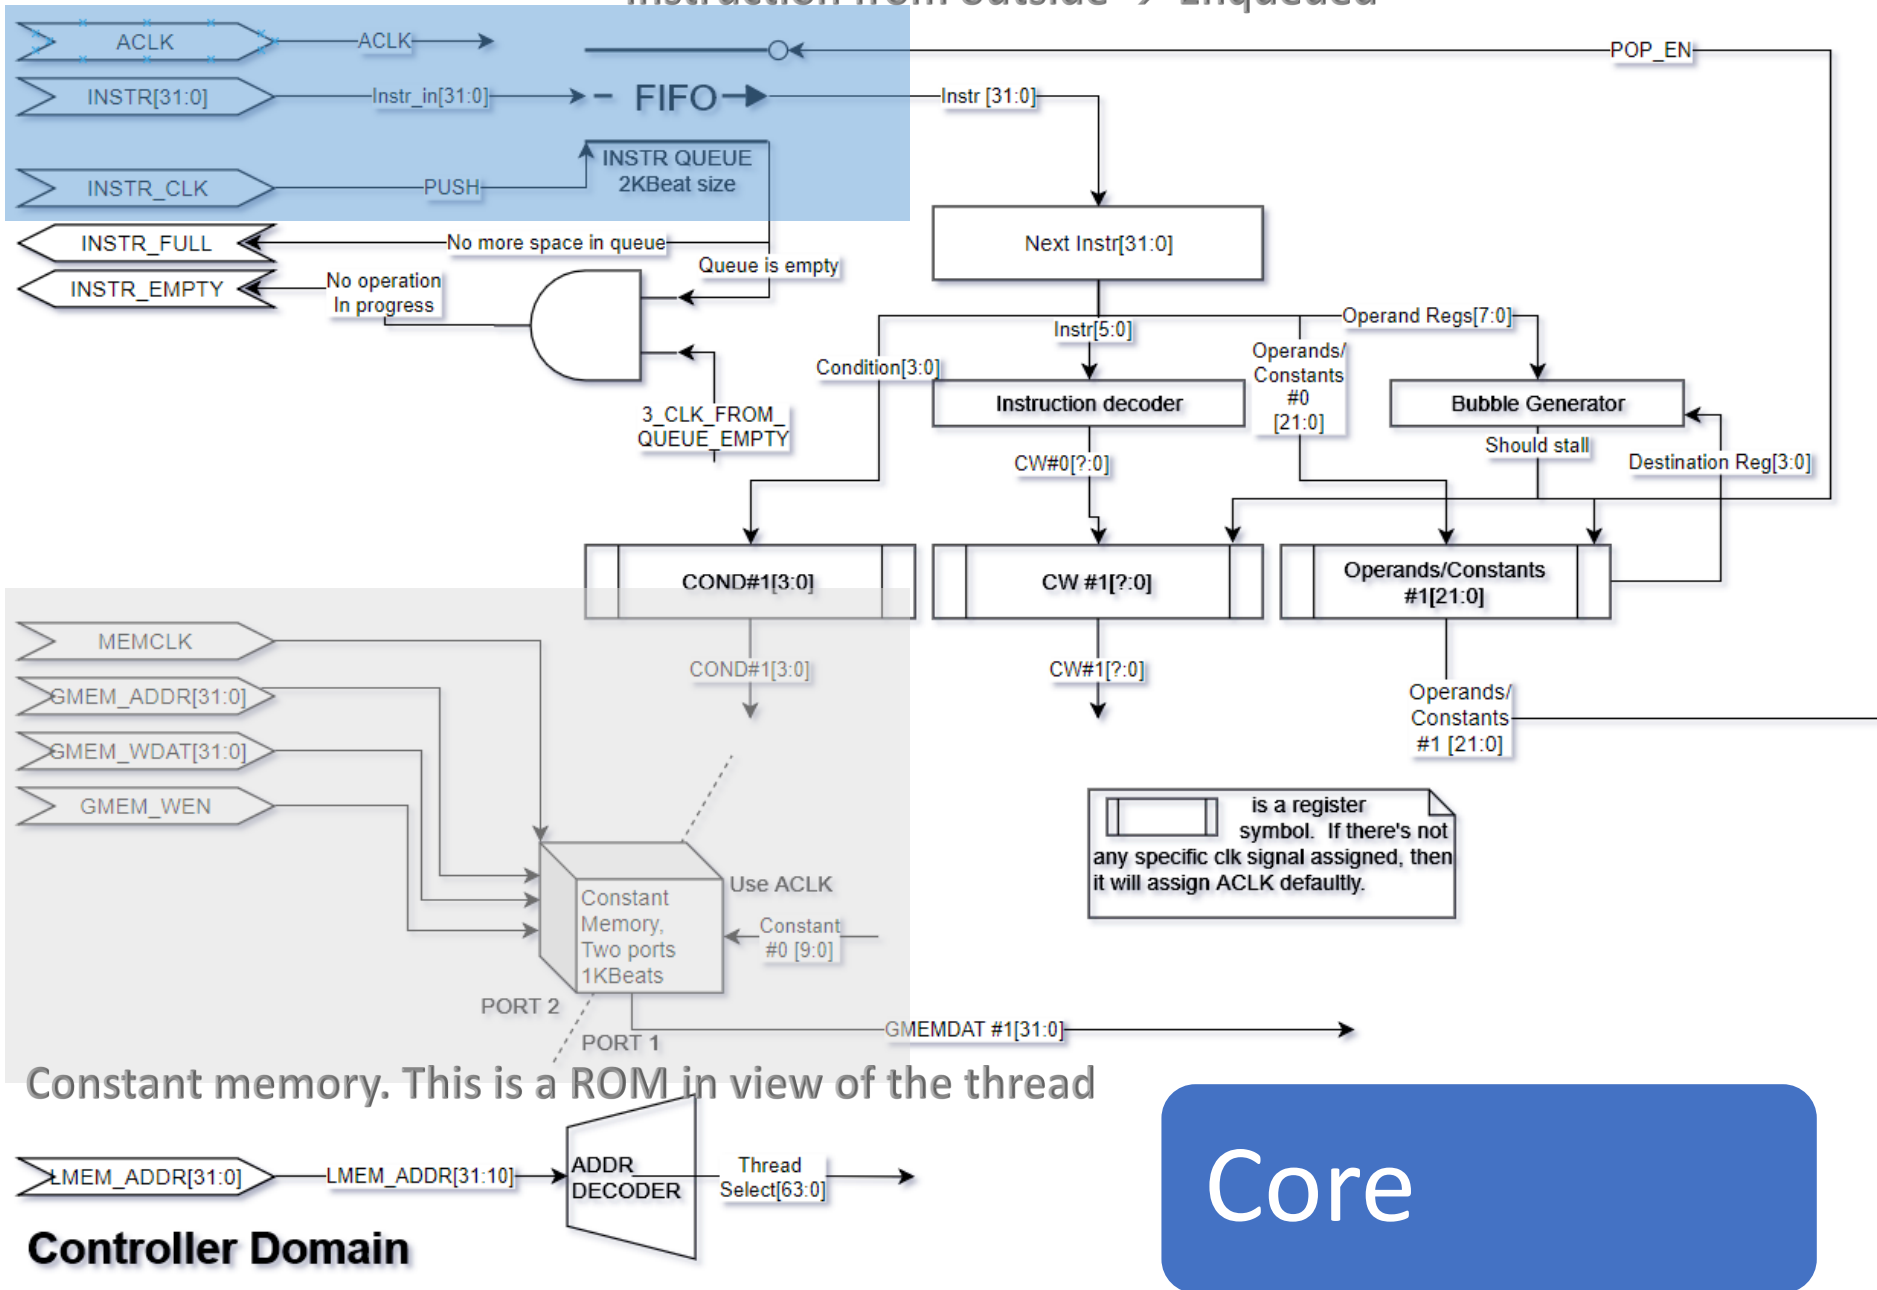 Instruction from outside → Enqueued
ACLK
ACLK
POP_EN
INSTR[31:0]
Instr_in[31:0]
FIFO
Instr [31:0]
INSTR QUEUE
2KBeat size
INSTR_CLK
PUSH
INSTR_FULL
No more space in queue
Next Instr[31:0]
Queue is empty
INSTR_EMPTY
No operation
In progress
Instr[5:0]
Operand Regs[7:0]
Condition[3:0]
Operands/
Constants
#0
[21:0]
Instruction decoder
Bubble Generator
3_CLK_FROM_
QUEUE_EMPTY
Should stall
CW#0[?:0]
Destination Reg[3:0]
COND#1[3:0]
CW #1[?:0]
Operands/Constants
#1[21:0]
MEMCLK
COND#1[3:0]
CW#1[?:0]
GMEM_ADDR[31:0]
Operands/
Constants
#1 [21:0]
GMEM_WDAT[31:0]
GMEM_WEN
is a register
symbol. If there's not
any specific clk signal assigned, then
it will assign ACLK defaultly.
Use ACLK
Constant
Memory,
Two ports
1KBeats
Constant
#0 [9:0]
PORT 2
PORT 1
GMEMDAT #1[31:0]
Constant memory. This is a ROM in view of the thread
LMEM_ADDR[31:0]
LMEM_ADDR[31:10]
ADDR
DECODER
Thread
Select[63:0]
Core
Controller Domain